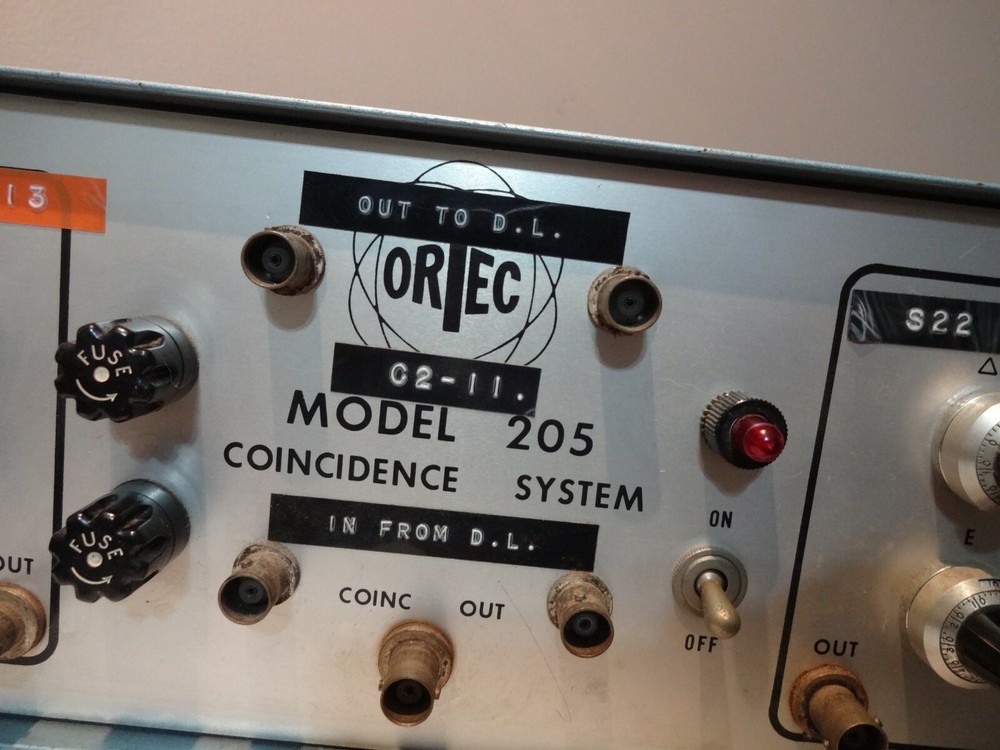 13
OUT TO D.L.
ORTEC
S22
FUSE
C2-11.
MODEL 205
COINCIDENCE SYSTEM
ON
IN FROM D.L.
E
FUSE
OUT
COINC OUT
OFF
OUT